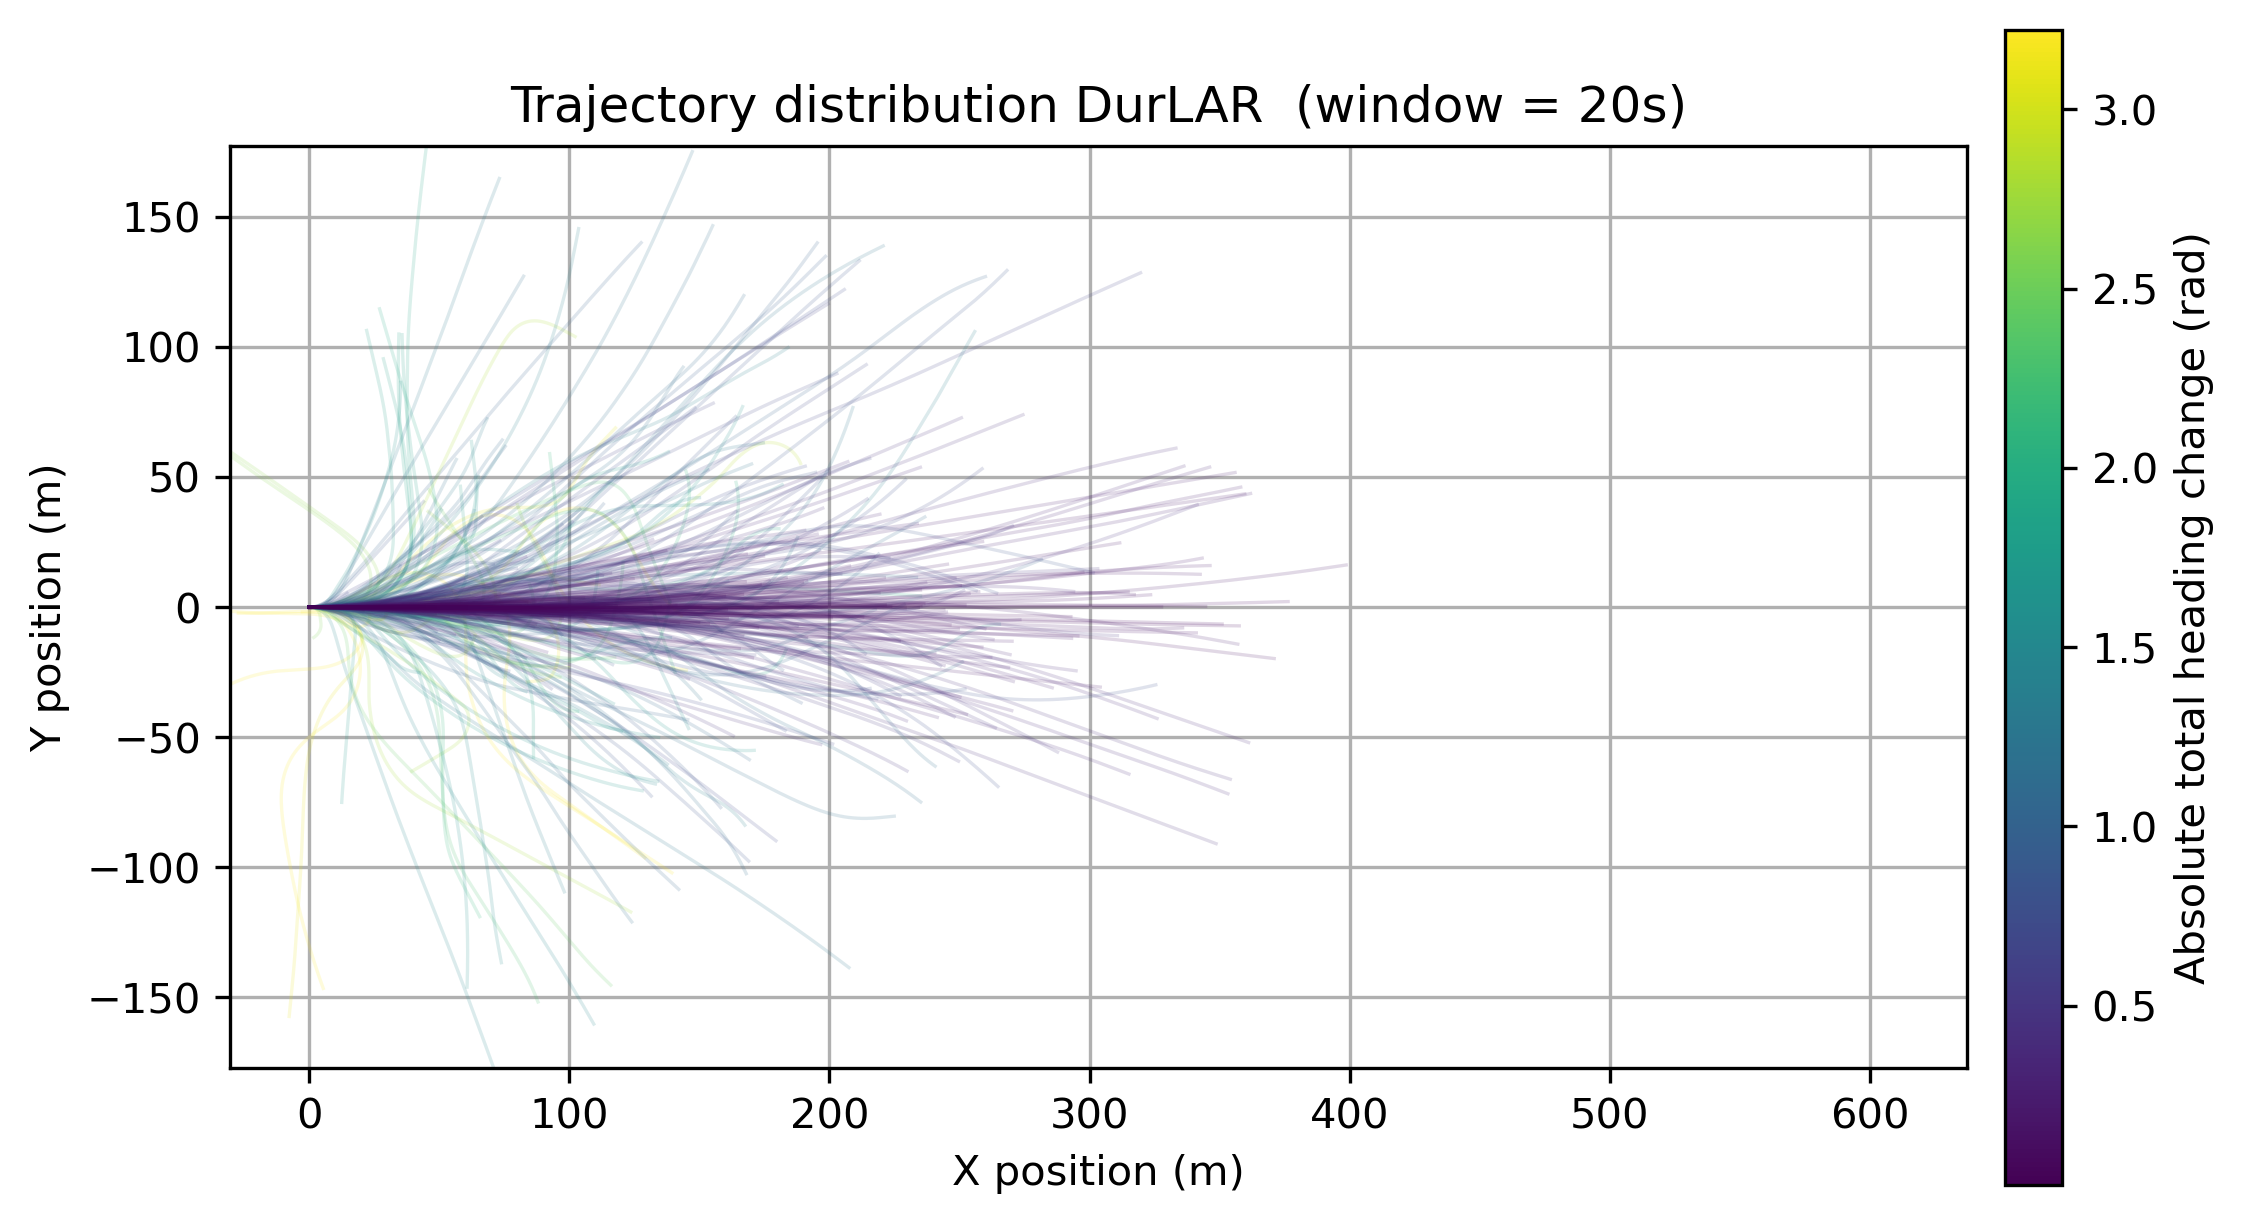 Trajectory distribution DurLAR  (window = 20s)
Y position (m)
150
100
50
0
−50
−100
−150
0 100 200 300 400 500 600
X position (m)
3.0
2.5
2.0
1.5
1.0
0.5
Absolute total heading change (rad)